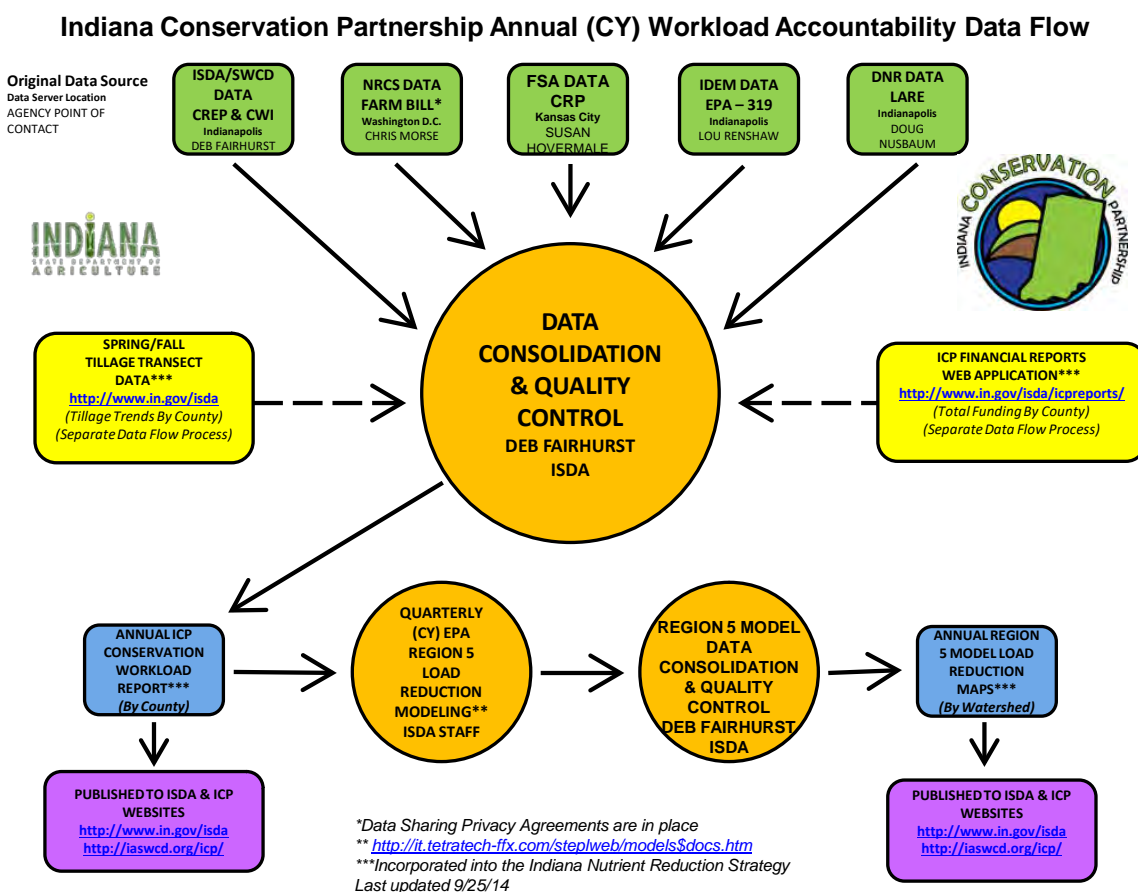 Indiana Conservation Partnership Annual (CY) Workload Accountability Data Flow
Original Data Source
Data Server Location
AGENCY POINT OF
CONTACT
ISDA/SWCD
DATA
CREP & CWI
Indianapolis
DEB FAIRHURST
NRCS DATA
FARM BILL*
Washington D.C.
CHRIS MORSE
FSA DATA
CRP
Kansas City
SUSAN
HOVERMALE
IDEM DATA
EPA – 319
Indianapolis
LOU RENSHAW
DNR DATA
LARE
Indianapolis
DOUG
NUSBAUM
INDIANA
STATE DEPARTMENT OF
AGRICULTURE
INDIANA CONSERVATION PARTNERSHIP
DATA
CONSOLIDATION
& QUALITY
CONTROL
DEB FAIRHURST
ISDA
SPRING/FALL
TILLAGE TRANSECT
DATA***
http://www.in.gov/isda
(Tillage Trends By County)
(Separate Data Flow Process)
ICP FINANCIAL REPORTS
WEB APPLICATION***
http://www.in.gov/isda/icpreports/
(Total Funding By County)
(Separate Data Flow Process)
ANNUAL ICP
CONSERVATION
WORKLOAD
REPORT***
(By County)
QUARTERLY
(CY) EPA
REGION 5
LOAD
REDUCTION
MODELING**
ISDA STAFF
REGION 5 MODEL
DATA
CONSOLIDATION
& QUALITY
CONTROL
DEB FAIRHURST
ISDA
ANNUAL REGION
5 MODEL LOAD
REDUCTION
MAPS***
(By Watershed)
PUBLISHED TO ISDA & ICP
WEBSITES
http://www.in.gov/isda
http://iaswcd.org/icp/
PUBLISHED TO ISDA & ICP
WEBSITES
http://www.in.gov/isda
http://iaswcd.org/icp/
*Data Sharing Privacy Agreements are in place
** http://it.tetratech-ffx.com/steplweb/models$docs.htm
***Incorporated into the Indiana Nutrient Reduction Strategy
Last updated 9/25/14